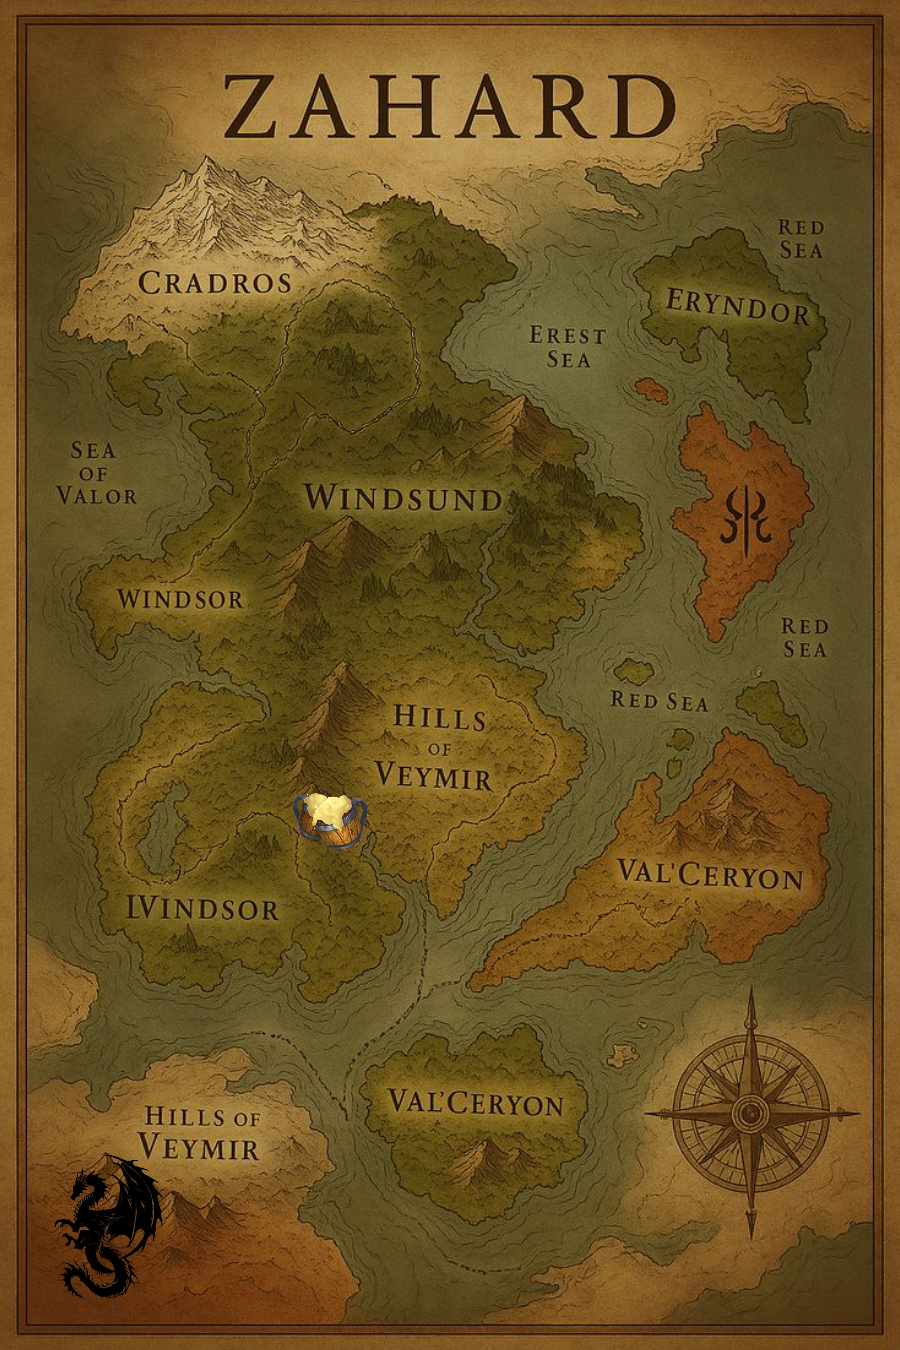 ZAHARD
RED
SEA
CRADROS
ERYNDOR
EREST
SEA
SEA
OF
VALOR
WINDSUND
WINDSOR
RED
SEA
RED SEA
HILLS
OF
VEYMIR
VAL'CERYON
IVINDSOR
VAL'CERYON
HILLS OF
VEYMIR